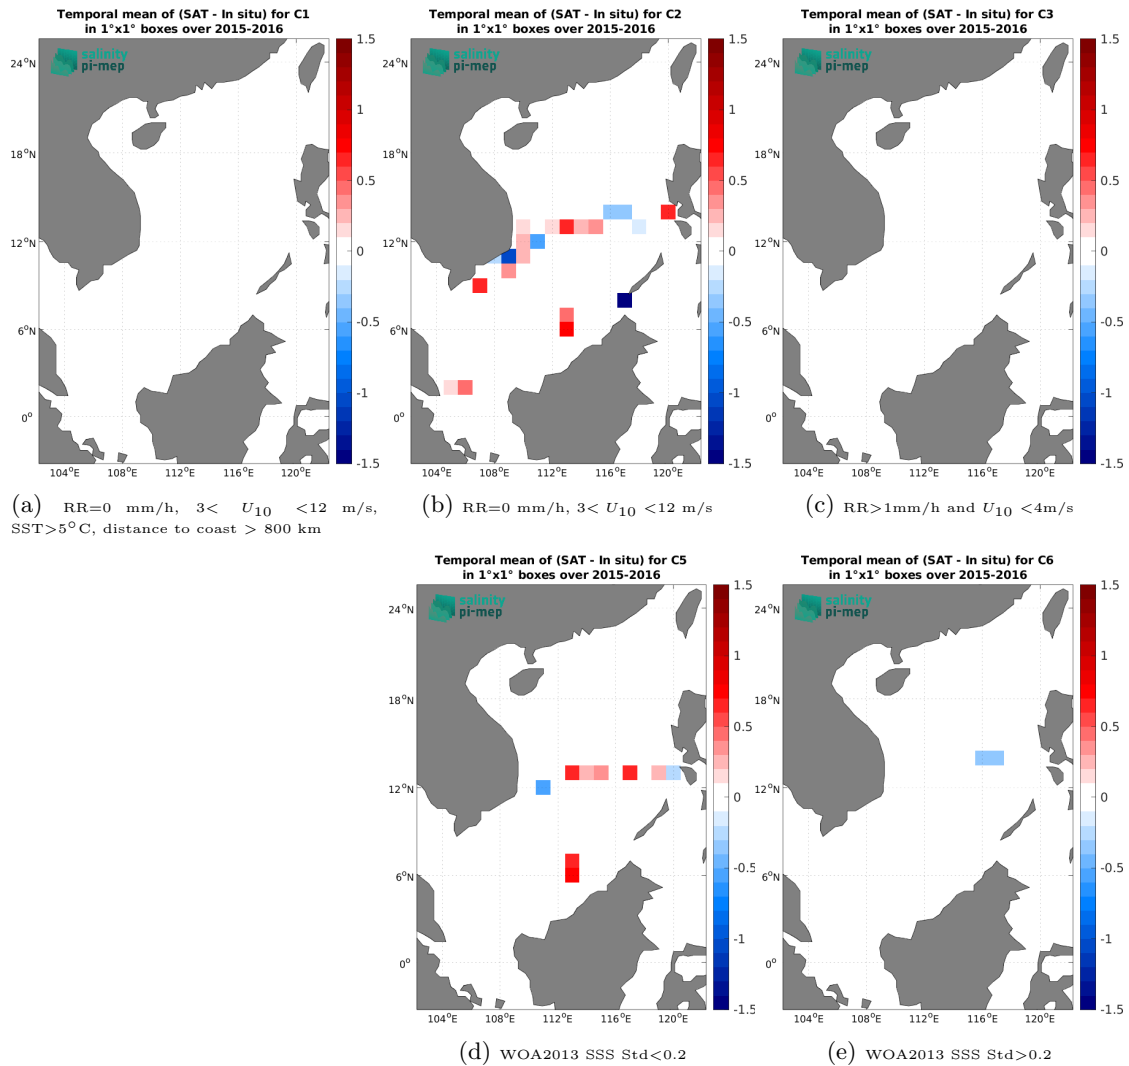 Temporal mean of (SAT - In situ) for C1
in 1°x1° boxes over 2015-2016
salinity
pi-mep
24°N
18°N
12°N
6°N
0°
104°E 108°E 112°E 116°E 120°E
1.5
1
0.5
0
-0.5
-1
-1.5
(a) RR=0 mm/h, 3< U10 <12 m/s,
SST>5°C, distance to coast > 800 km
Temporal mean of (SAT - In situ) for C2
in 1°x1° boxes over 2015-2016
salinity
pi-mep
24°N
18°N
12°N
6°N
0°
104°E 108°E 112°E 116°E 120°E
1.5
1
0.5
0
-0.5
-1
-1.5
(b) RR=0 mm/h, 3< U10 <12 m/s
Temporal mean of (SAT - In situ) for C3
in 1°x1° boxes over 2015-2016
salinity
pi-mep
24°N
18°N
12°N
6°N
0°
104°E 108°E 112°E 116°E 120°E
1.5
1
0.5
0
-0.5
-1
-1.5
(c) RR>1mm/h and U10 <4m/s
Temporal mean of (SAT - In situ) for C5
in 1°x1° boxes over 2015-2016
salinity
pi-mep
24°N
18°N
12°N
6°N
0°
104°E 108°E 112°E 116°E 120°E
1.5
1
0.5
0
-0.5
-1
-1.5
(d) WOA2013 SSS Std<0.2
Temporal mean of (SAT - In situ) for C6
in 1°x1° boxes over 2015-2016
salinity
pi-mep
24°N
18°N
12°N
6°N
0°
104°E 108°E 112°E 116°E 120°E
1.5
1
0.5
0
-0.5
-1
-1.5
(e) WOA2013 SSS Std>0.2